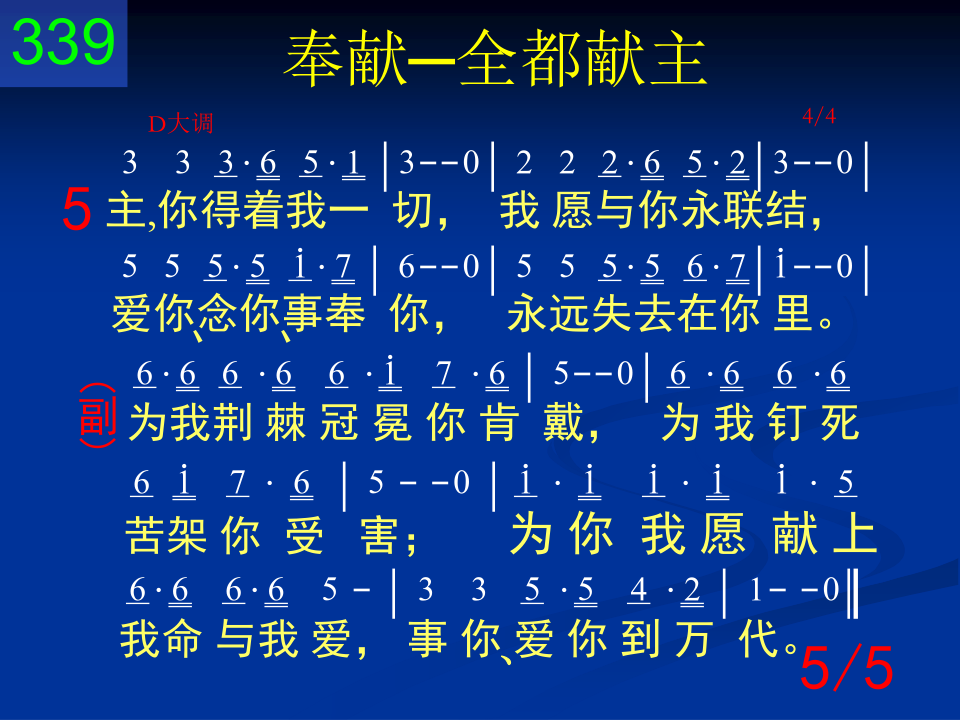 339
奉献—全都献主
D大调 4/4
3 3 3·6 5·1 | 3--0 | 2 2 2·6 5·2 | 3--0 |
5 主,你得着我一 切， 我 愿与你永联结，
5 5 5·5 i·7 | 6--0 | 5 5 5·5 6·7 | i--0 |
爱你、念你、事奉 你， 永远失去在你 里。
6·6 6·6 6·i 7·6 | 5--0 | 6·6 6·6
（副） 为我荆 棘 冠 冕 你 肯 戴， 为 我 钉 死
6 i 7·6 | 5--0 | i·i i·i i·5
苦架 你 受 害； 为 你 我 愿 献 上
6·6 6·6 5- | 3 3 5·5 4·2 | 1--0 ‖
我命 与我 爱， 事 你、爱 你 到 万 代。
5/5